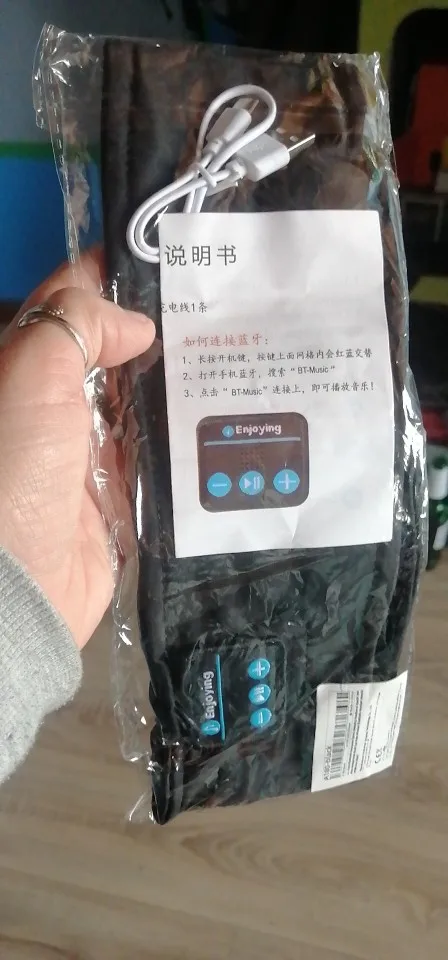 说明书
充电线1条
如何连接蓝牙：
1、长按开机键，按键上面网格内会红蓝交替
2、打开手机蓝牙，搜索“BT-Music”
3、点击“BT-Music”连接上，即可播放音乐！
Enjoying
Enjoying
CE